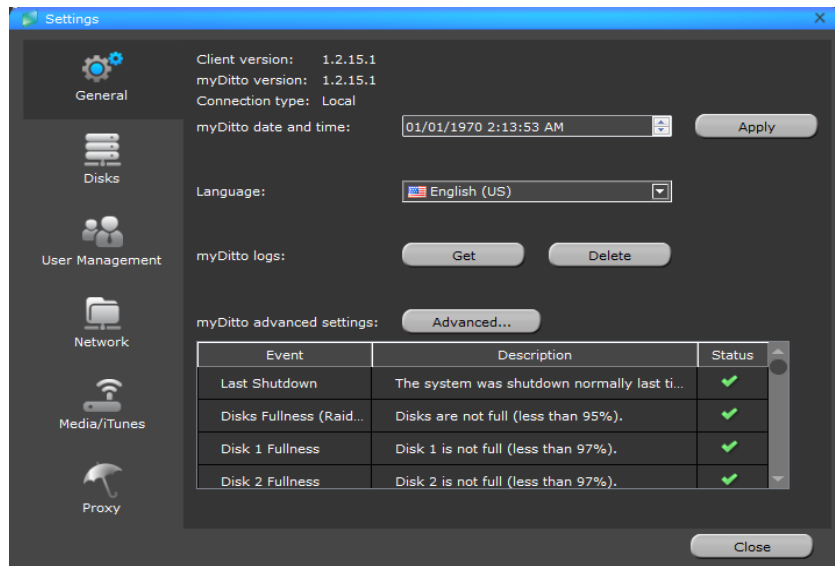 Settings
General
Disks
User Management
Network
Media/iTunes
Proxy
Client version: 1.2.15.1
myDitto version: 1.2.15.1
Connection type: Local
myDitto date and time: 01/01/1970 2:13:53 AM Apply
Language: English (US)
myDitto logs: Get Delete
myDitto advanced settings: Advanced...
Event Description Status
Last Shutdown The system was shutdown normally last ti...
Disks Fullness (Raid... Disks are not full (less than 95%).
Disk 1 Fullness Disk 1 is not full (less than 97%).
Disk 2 Fullness Disk 2 is not full (less than 97%).
Close